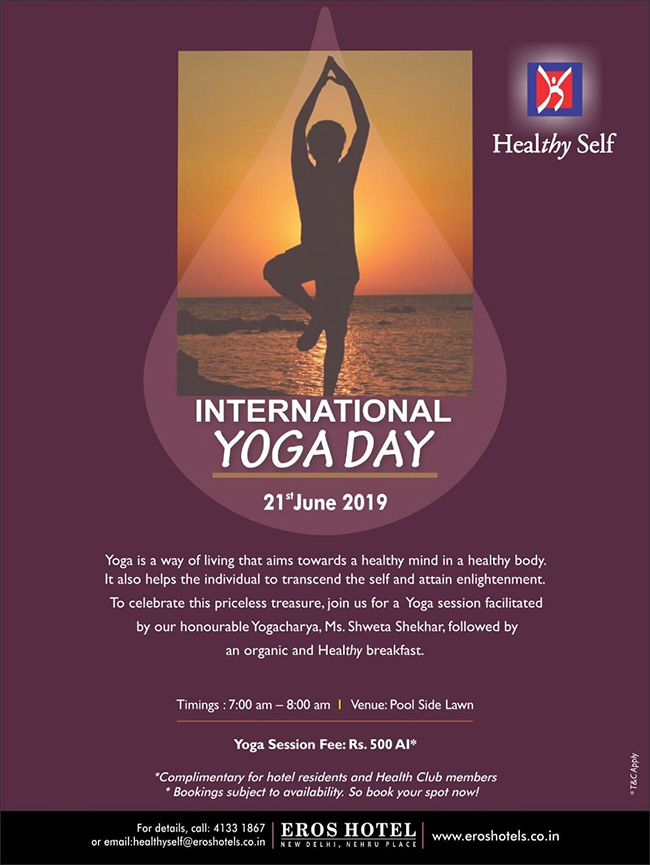 Healthy Self
INTERNATIONAL
YOGA DAY
21st June 2019
Yoga is a way of living that aims towards a healthy mind in a healthy body.
It also helps the individual to transcend the self and attain enlightenment.
To celebrate this priceless treasure, join us for a Yoga session facilitated
by our honourable Yogacharya, Ms. Shweta Shekhar, followed by
an organic and Healthy breakfast.
Timings : 7:00 am – 8:00 am | Venue: Pool Side Lawn
Yoga Session Fee: Rs. 500 AI*
*Complimentary for hotel residents and Health Club members
* Bookings subject to availability. So book your spot now!
*T&C Apply
For details, call: 4133 1867
or email:healthyself@eroshotels.co.in
EROS HOTEL
NEW DELHI, NEHRU PLACE
www.eroshotels.co.in